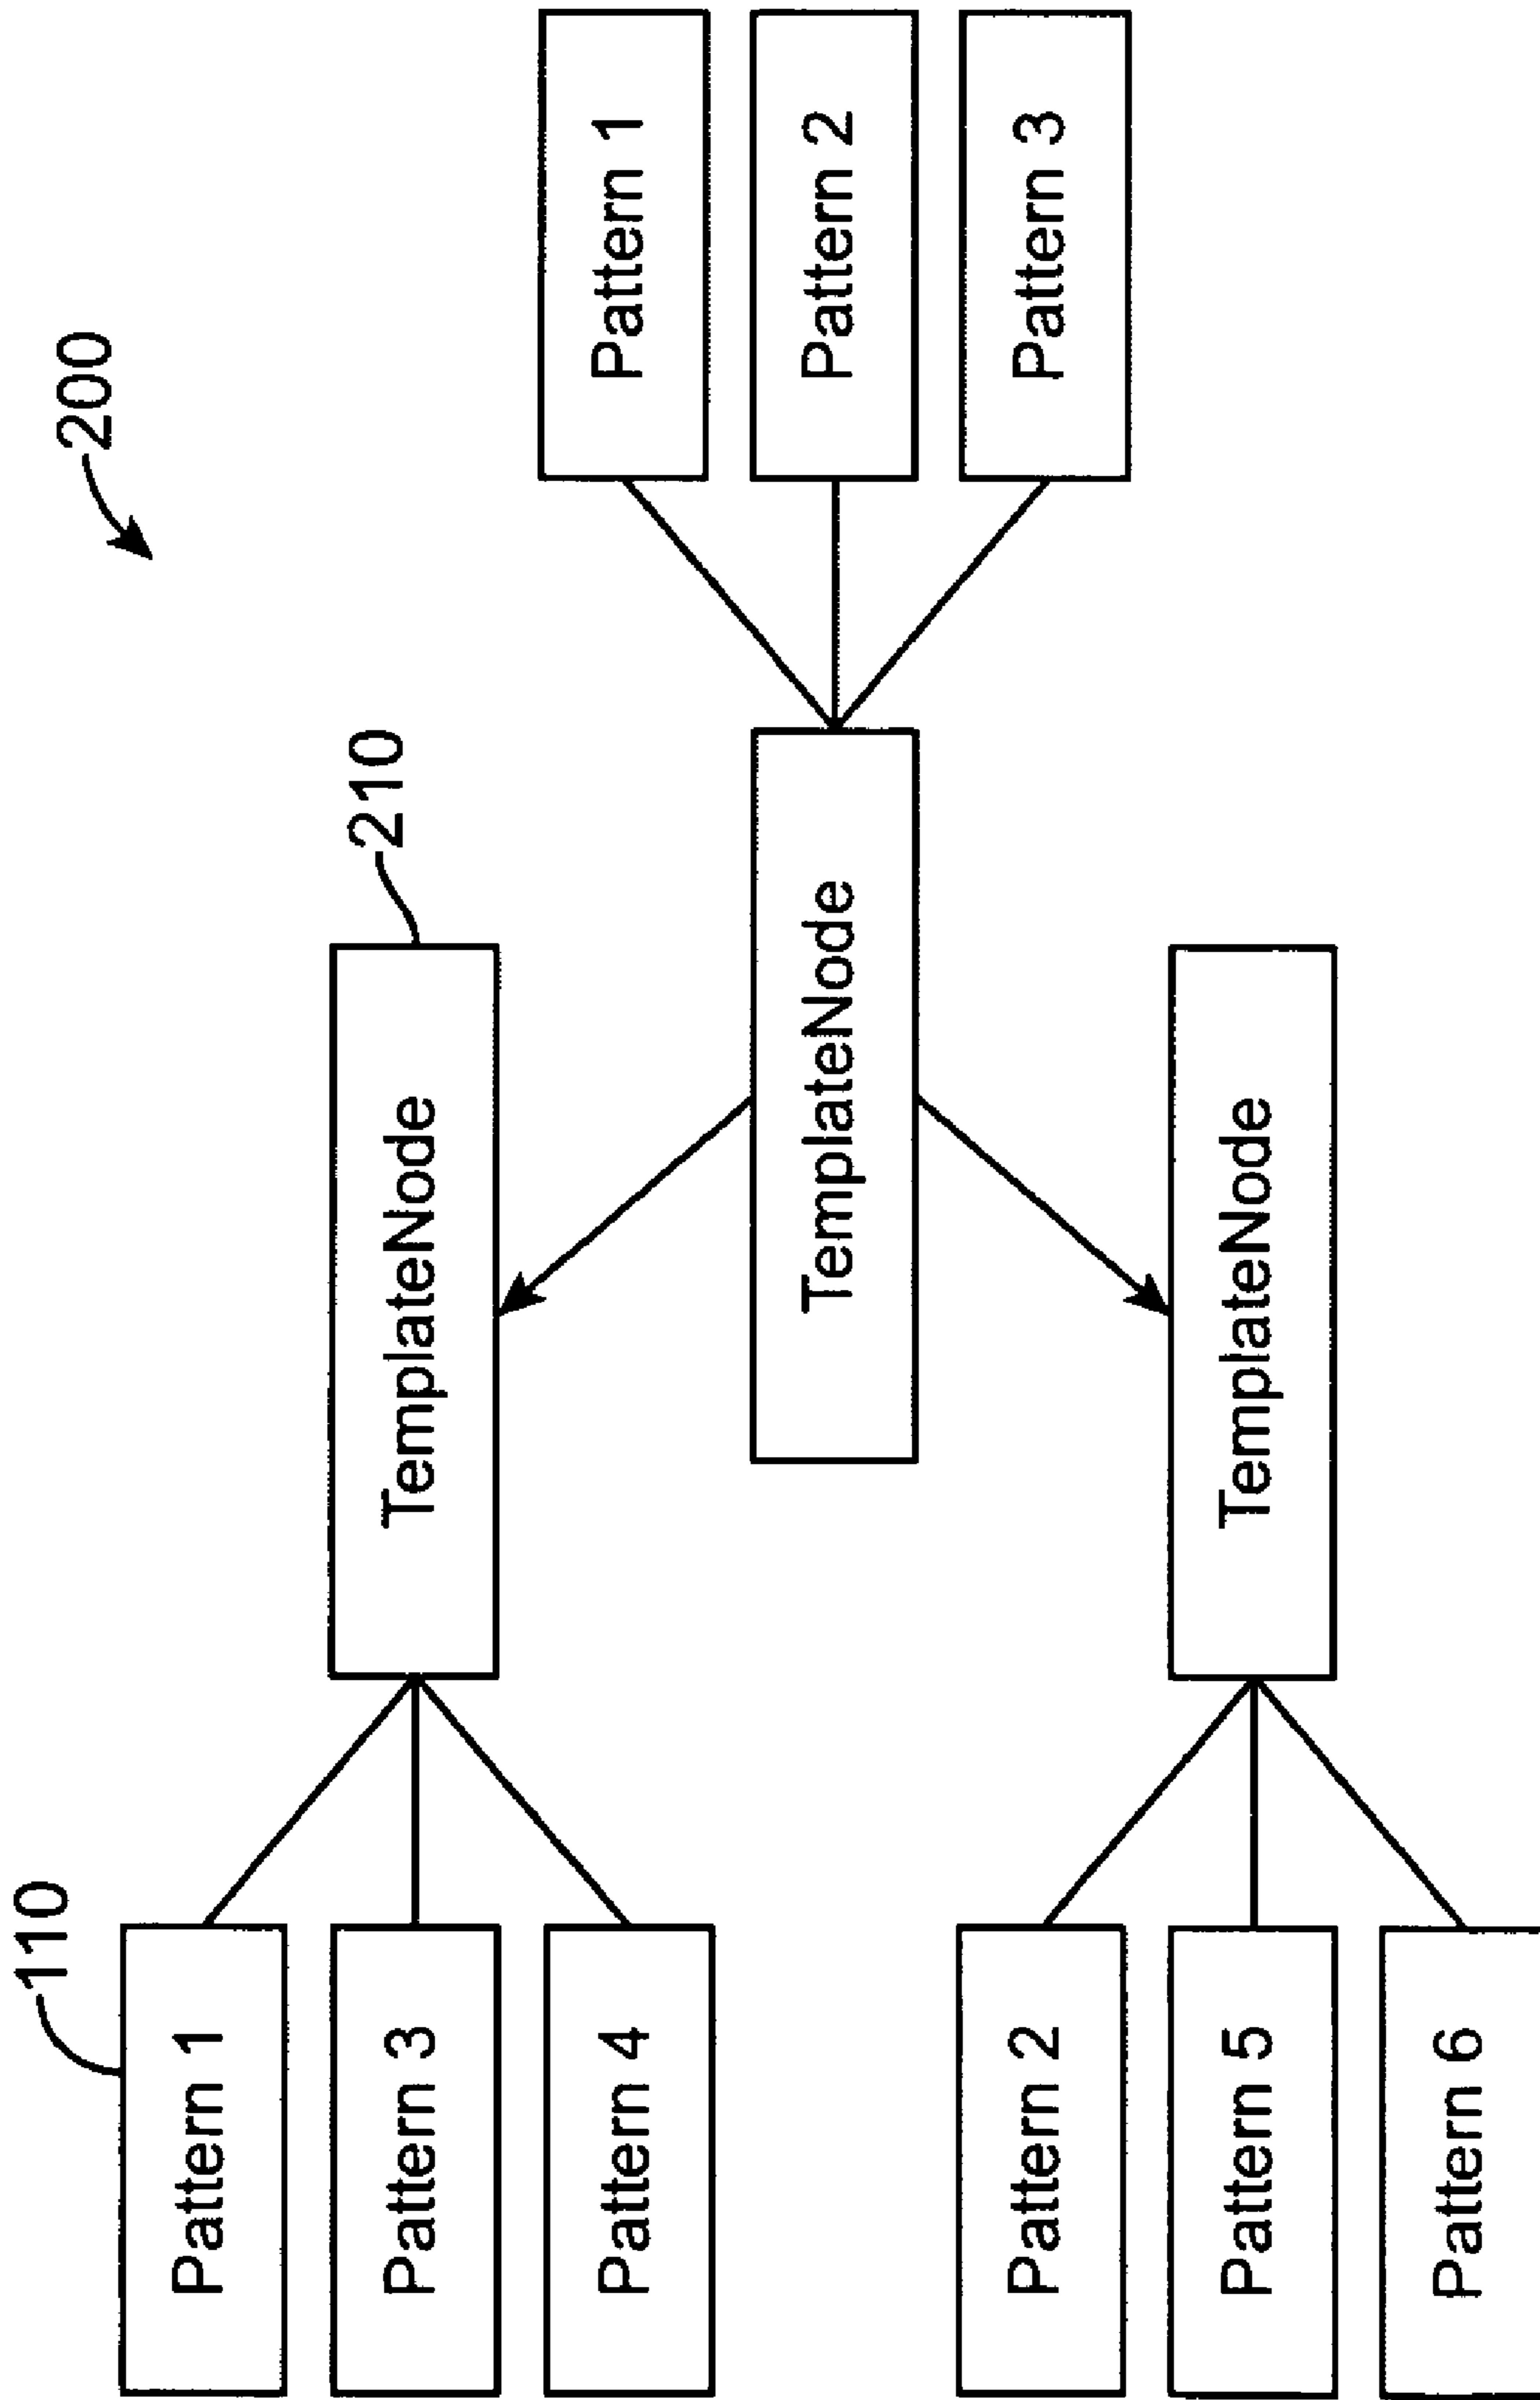 200
Pattern 1
Pattern 2
Pattern 3
210
TemplateNode
TemplateNode
TemplateNode
110
Pattern 1
Pattern 3
Pattern 4
Pattern 2
Pattern 5
Pattern 6